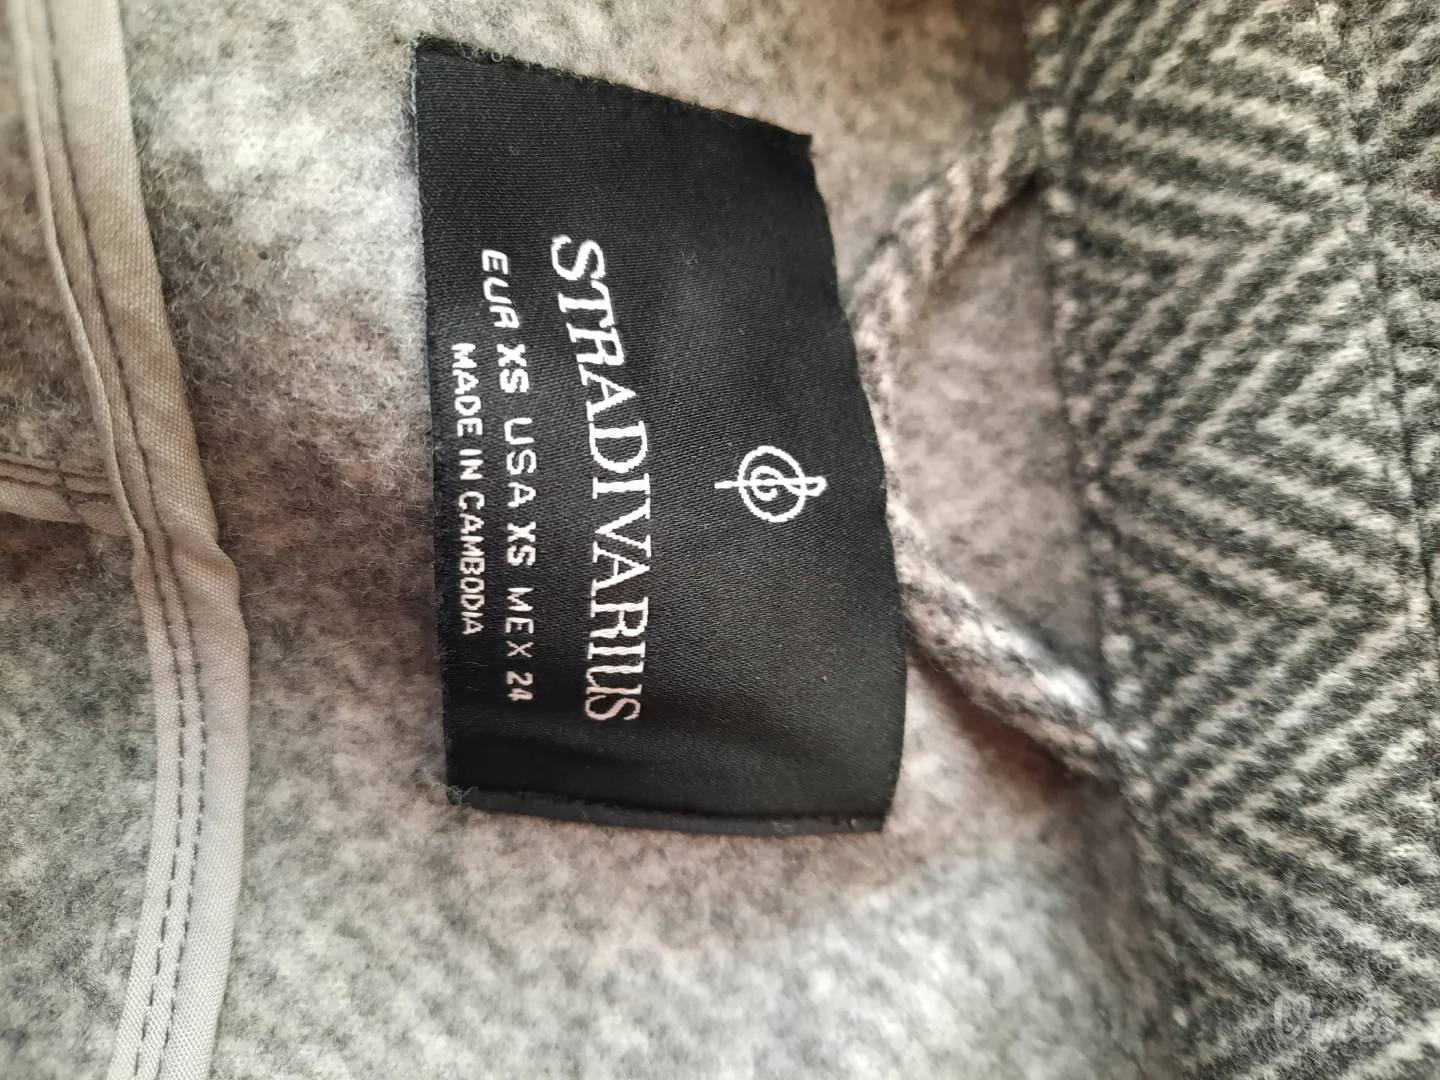 STRADIVARIUS
EUR XS USA XS MEX 24
MADE IN CAMBODIA